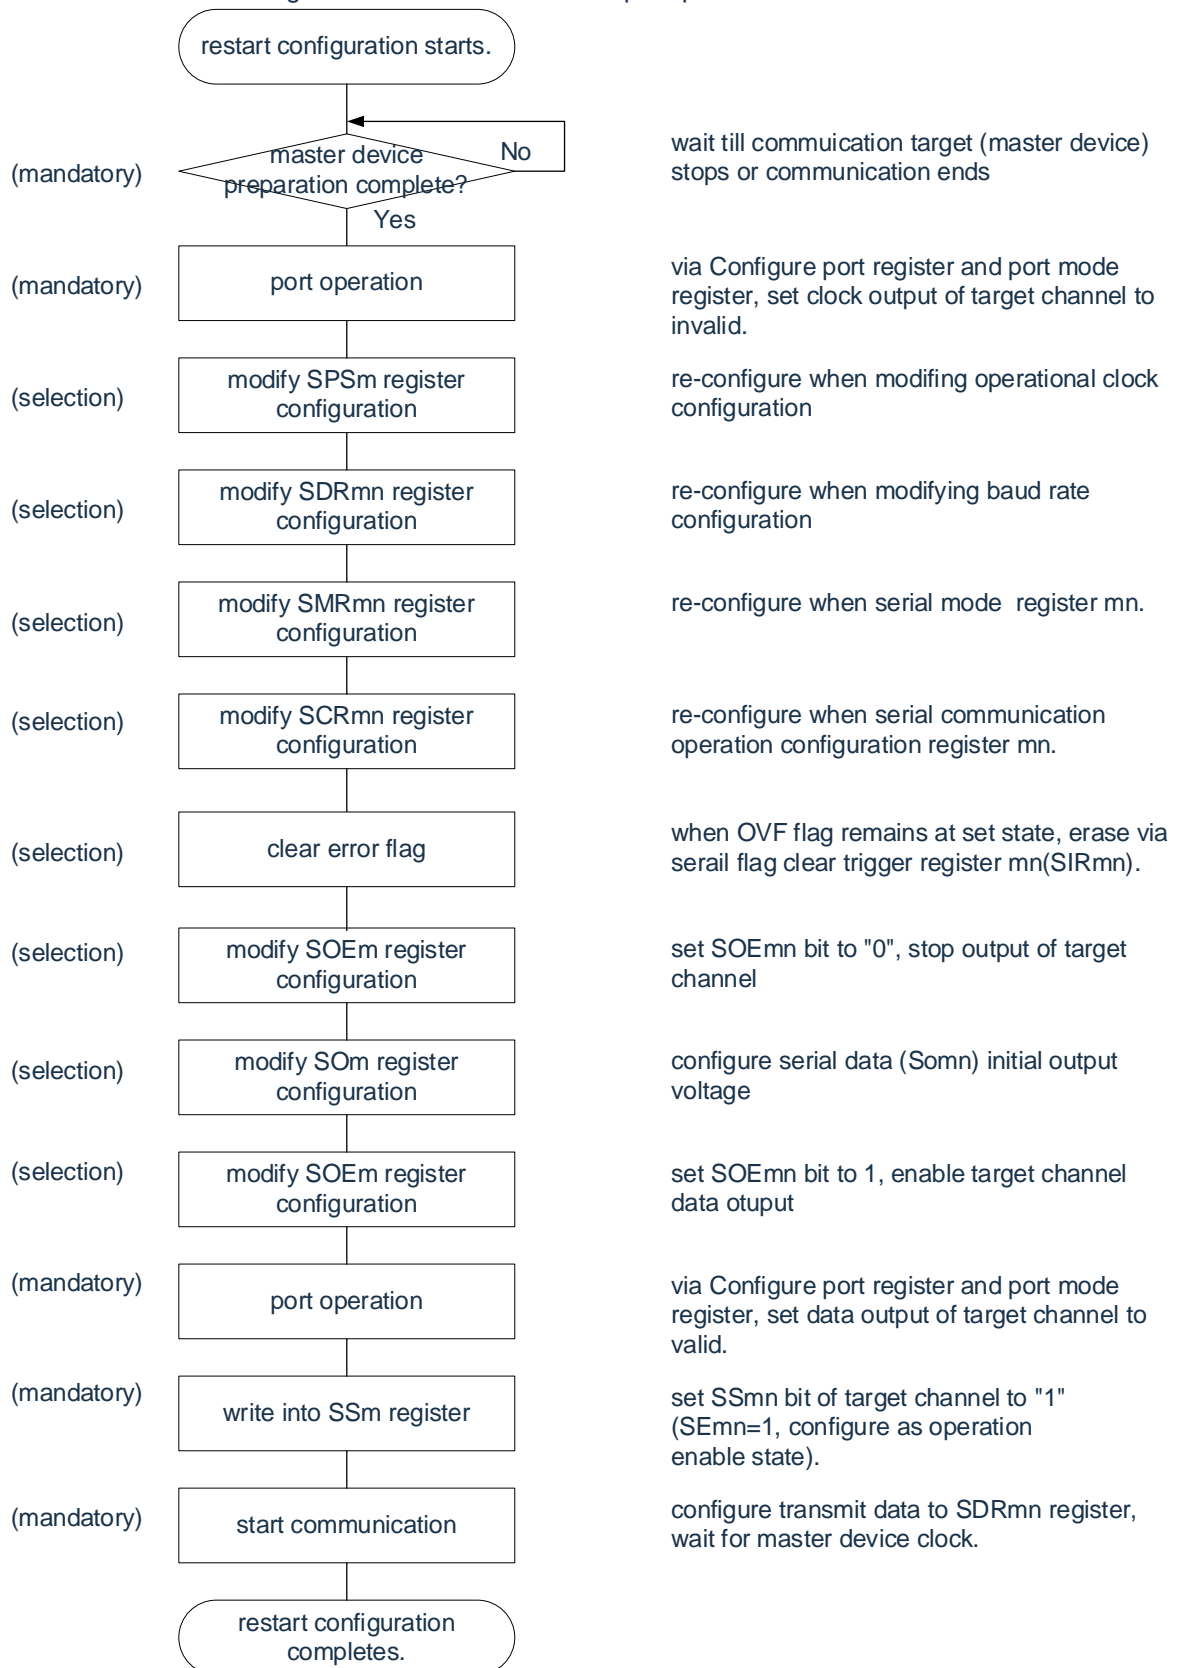 restart configuration starts.
master device
preparation complete?
No
(mandatory)
wait till commuication target (master device)
stops or communication ends
Yes
(mandatory)
port operation
via Configure port register and port mode
register, set clock output of target channel to
invalid.
(selection)
modify SPSm register
configuration
re-configure when modifing operational clock
configuration
(selection)
modify SDRmn register
configuration
re-configure when modifying baud rate
configuration
(selection)
modify SMRmn register
configuration
re-configure when serial mode  register mn.
(selection)
modify SCRmn register
configuration
re-configure when serial communication
operation configuration register mn.
(selection)
clear error flag
when OVF flag remains at set state, erase via
serail flag clear trigger register mn(SIRmn).
(selection)
modify SOEm register
configuration
set SOEmn bit to "0", stop output of target
channel
(selection)
modify SOm register
configuration
configure serial data (Somn) initial output
voltage
(selection)
modify SOEm register
configuration
set SOEmn bit to 1, enable target channel
data otuput
(mandatory)
port operation
via Configure port register and port mode
register, set data output of target channel to
valid.
(mandatory)
write into SSm register
set SSmn bit of target channel to "1"
(SEmn=1, configure as operation
enable state).
(mandatory)
start communication
configure transmit data to SDRmn register,
wait for master device clock.
restart configuration
completes.